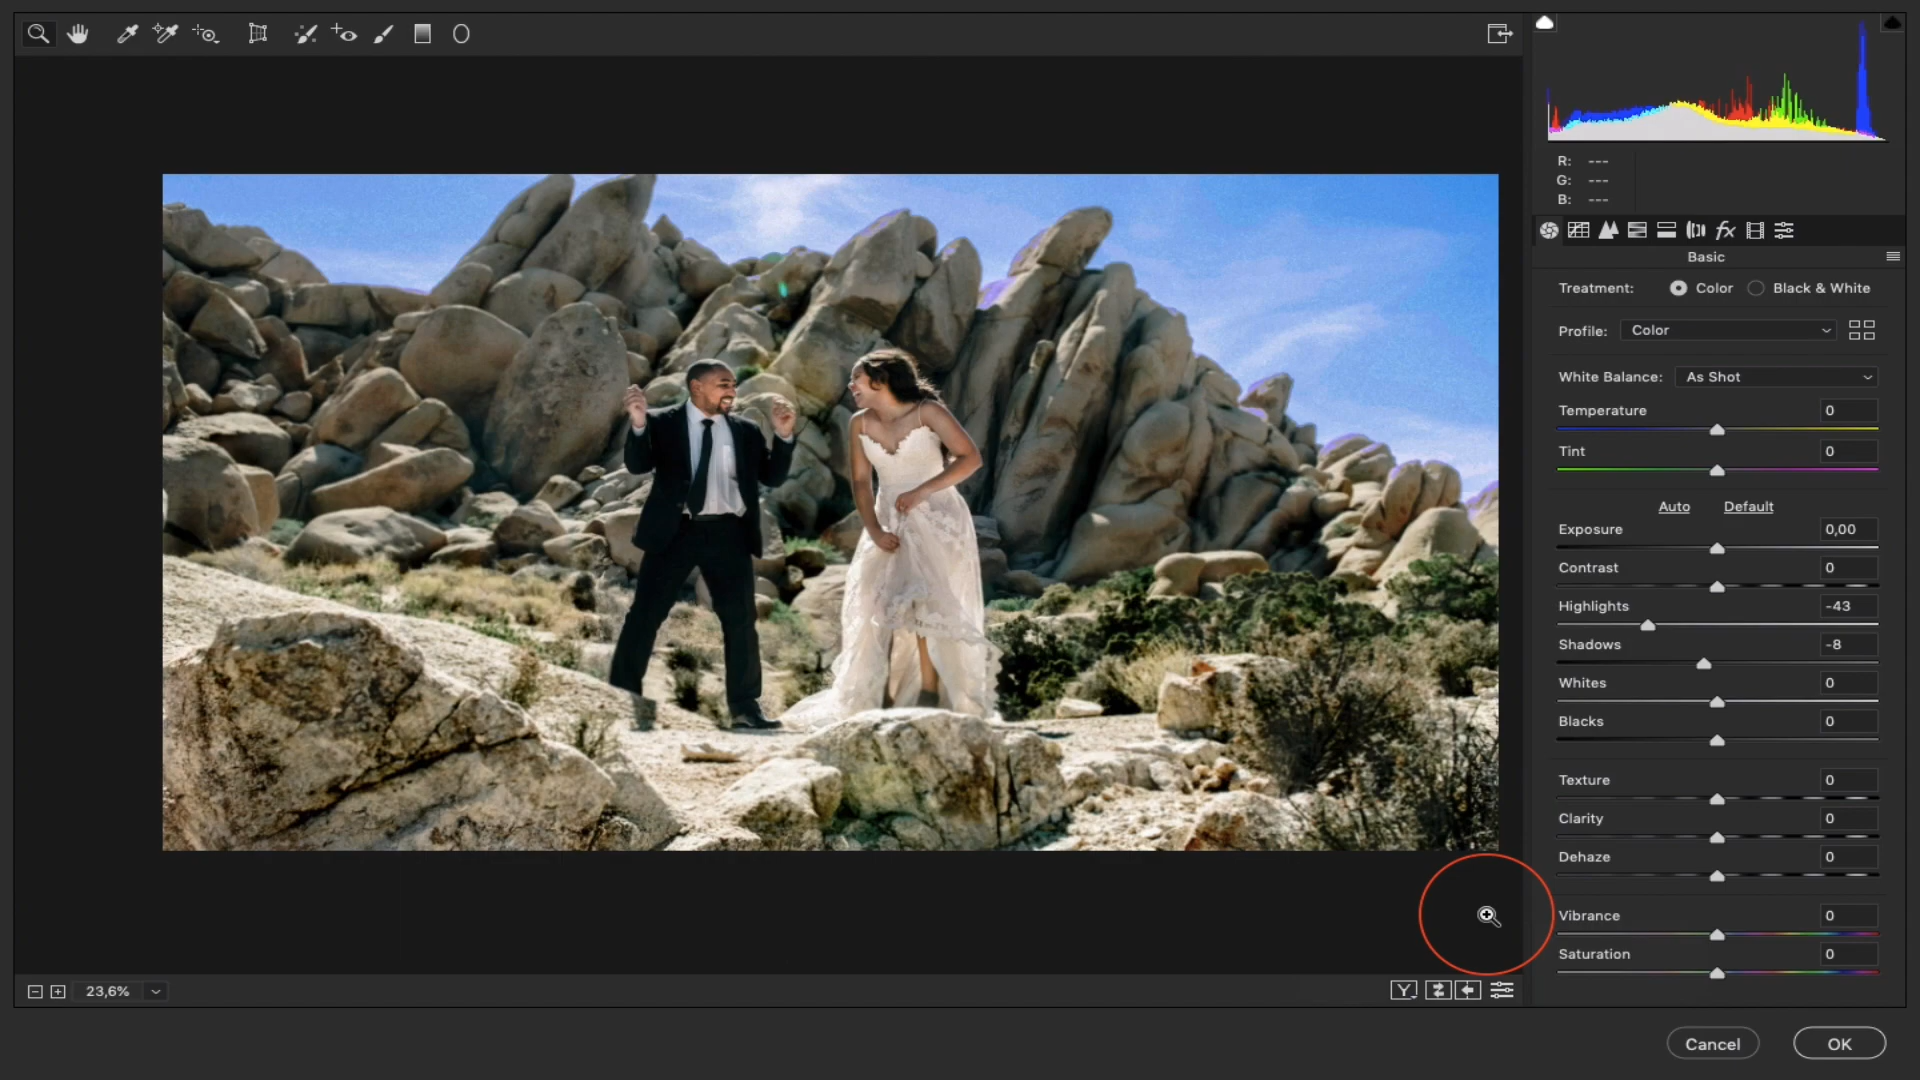 R: ---
G: ---
B: ---
fx
Basic
Treatment: Color Black & White
Profile: Color
White Balance: As Shot
Temperature 0
Tint 0
Auto Default
Exposure 0,00
Contrast 0
Highlights -43
Shadows -8
Whites 0
Blacks 0
Texture 0
Clarity 0
Dehaze 0
Vibrance 0
Saturation 0
23,6% Y
Cancel OK